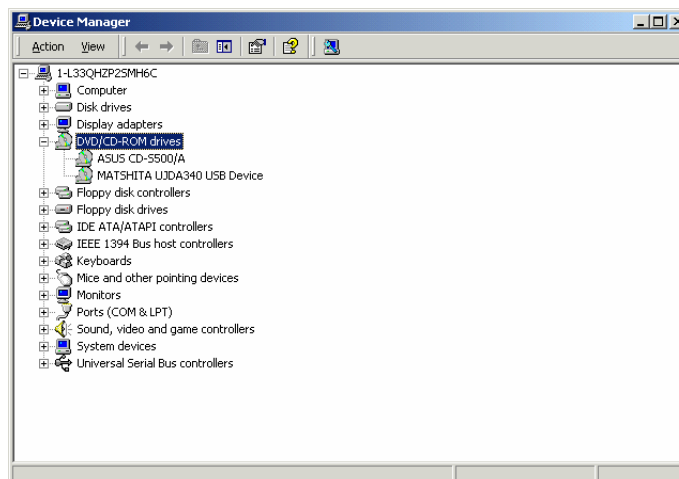 Device Manager
Action View
1-L33QHZP2SMH6C
Computer
Disk drives
Display adapters
DVD/CD-ROM drives
ASUS CD-S500/A
MATSHITA UJDA340 USB Device
Floppy disk controllers
Floppy disk drives
IDE ATA/ATAPI controllers
IEEE 1394 Bus host controllers
Keyboards
Mice and other pointing devices
Monitors
Ports (COM & LPT)
Sound, video and game controllers
System devices
Universal Serial Bus controllers